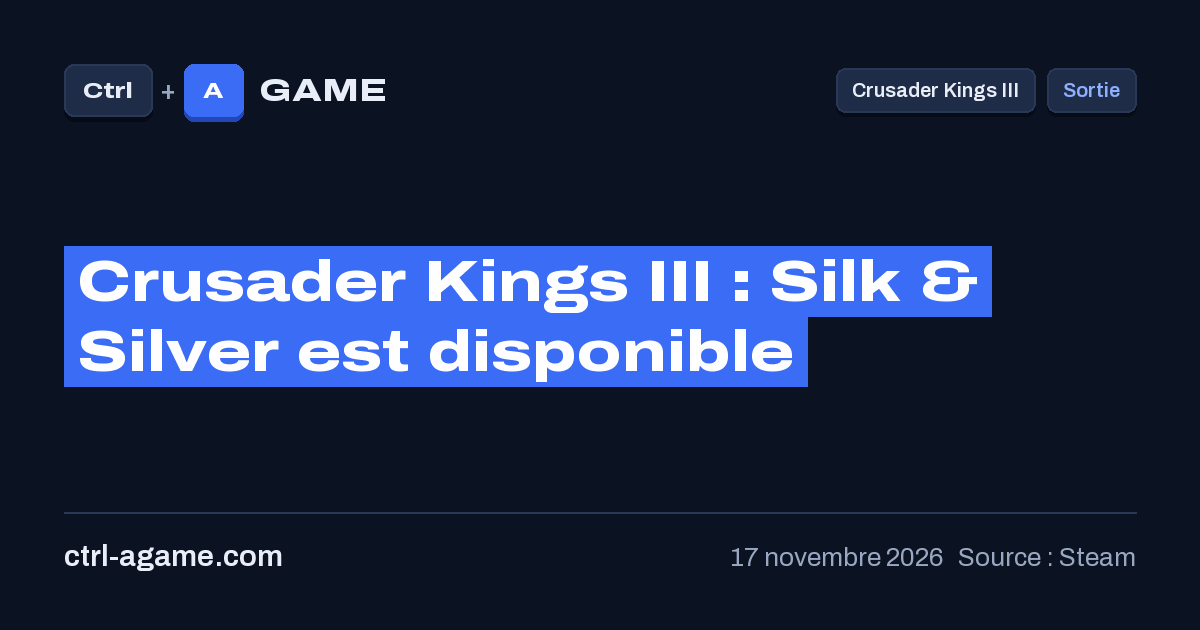 Ctrl + A GAME
Crusader Kings III
Sortie
Crusader Kings III : Silk &
Silver est disponible
ctrl-agame.com
17 novembre 2026 Source : Steam